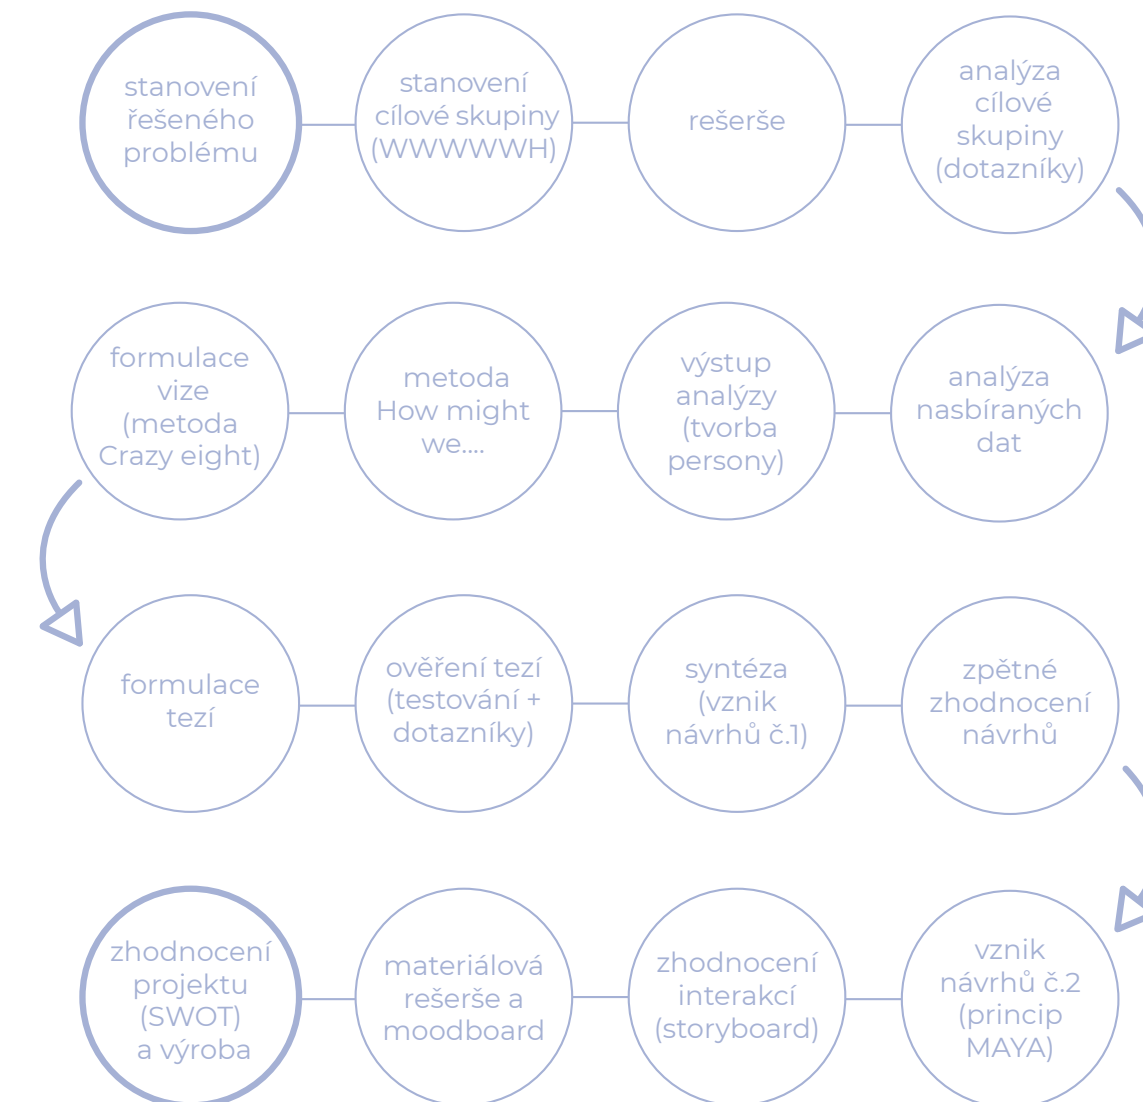 stanovení
řešeného
problému
stanovení
cílové skupiny
(WWWWWH)
rešerše
analýza
cílové
skupiny
(dotazníky)
formulace
vize
(metoda
Crazy eight)
metoda
How might
we....
výstup
analýzy
(tvorba
persony)
analýza
nasbíraných
dat
formulace
tezí
ověření tezí
(testování +
dotazníky)
syntéza
(vznik
návrhů č.1)
zpětné
zhodnocení
návrhů
zhodnocení
projektu
(SWOT)
a výroba
materiálová
rešerše a
moodboard
zhodnocení
interakcí
(storyboard)
vznik
návrhů č.2
(princip
MAYA)